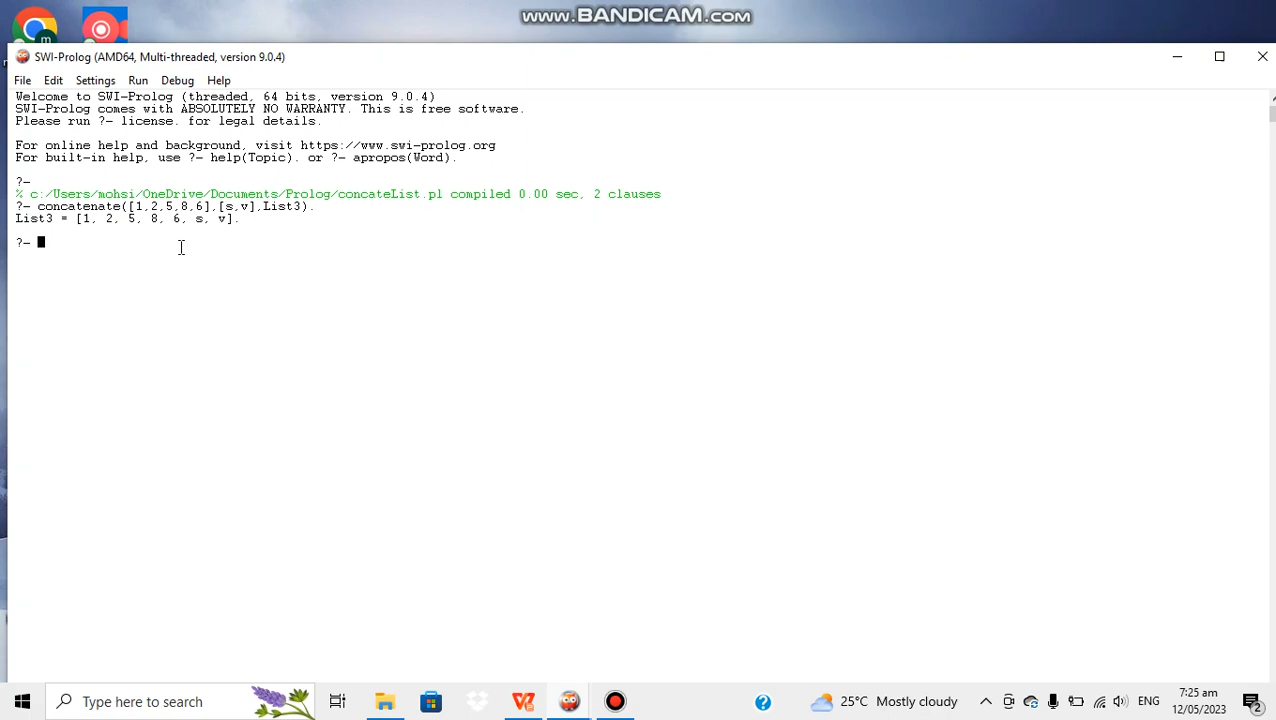 www.BANDICAM.com
SWI-Prolog (AMD64, Multi-threaded, version 9.0.4)
File Edit Settings Run Debug Help
Welcome to SWI-Prolog (threaded, 64 bits, version 9.0.4)
SWI-Prolog comes with ABSOLUTELY NO WARRANTY. This is free software.
Please run ?- license. for legal details.
For online help and background, visit https://www.swi-prolog.org
For built-in help, use ?- help(Topic). or ?- apropos(Word).
?-
% c:/Users/mohsi/OneDrive/Documents/Prolog/concateList.pl compiled 0.00 sec, 2 clauses
?- concatenate([1,2,5,8,6],[s,v],List3).
List3 = [1, 2, 5, 8, 6, s, v].
?-
Type here to search
25°C Mostly cloudy
ENG
7:25 am
12/05/2023
2